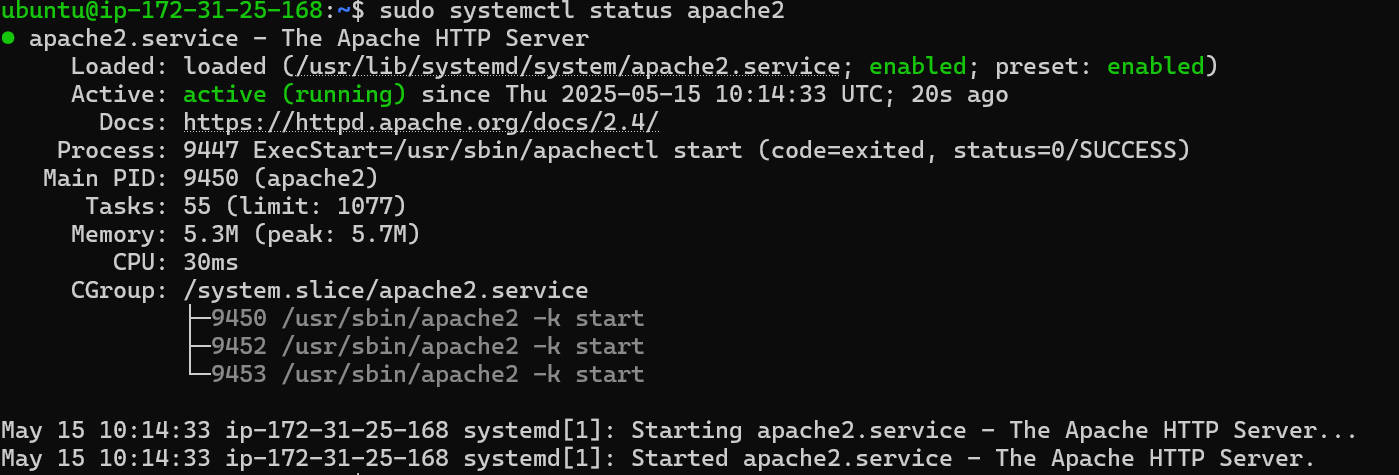 ubuntu@ip-172-31-25-168:~$ sudo systemctl status apache2
● apache2.service - The Apache HTTP Server
Loaded: loaded (/usr/lib/systemd/system/apache2.service; enabled; preset: enabled)
Active: active (running) since Thu 2025-05-15 10:14:33 UTC; 20s ago
Docs: https://httpd.apache.org/docs/2.4/
Process: 9447 ExecStart=/usr/sbin/apachectl start (code=exited, status=0/SUCCESS)
Main PID: 9450 (apache2)
Tasks: 55 (limit: 1077)
Memory: 5.3M (peak: 5.7M)
CPU: 30ms
CGroup: /system.slice/apache2.service
├─9450 /usr/sbin/apache2 -k start
├─9452 /usr/sbin/apache2 -k start
└─9453 /usr/sbin/apache2 -k start
May 15 10:14:33 ip-172-31-25-168 systemd[1]: Starting apache2.service - The Apache HTTP Server...
May 15 10:14:33 ip-172-31-25-168 systemd[1]: Started apache2.service - The Apache HTTP Server.